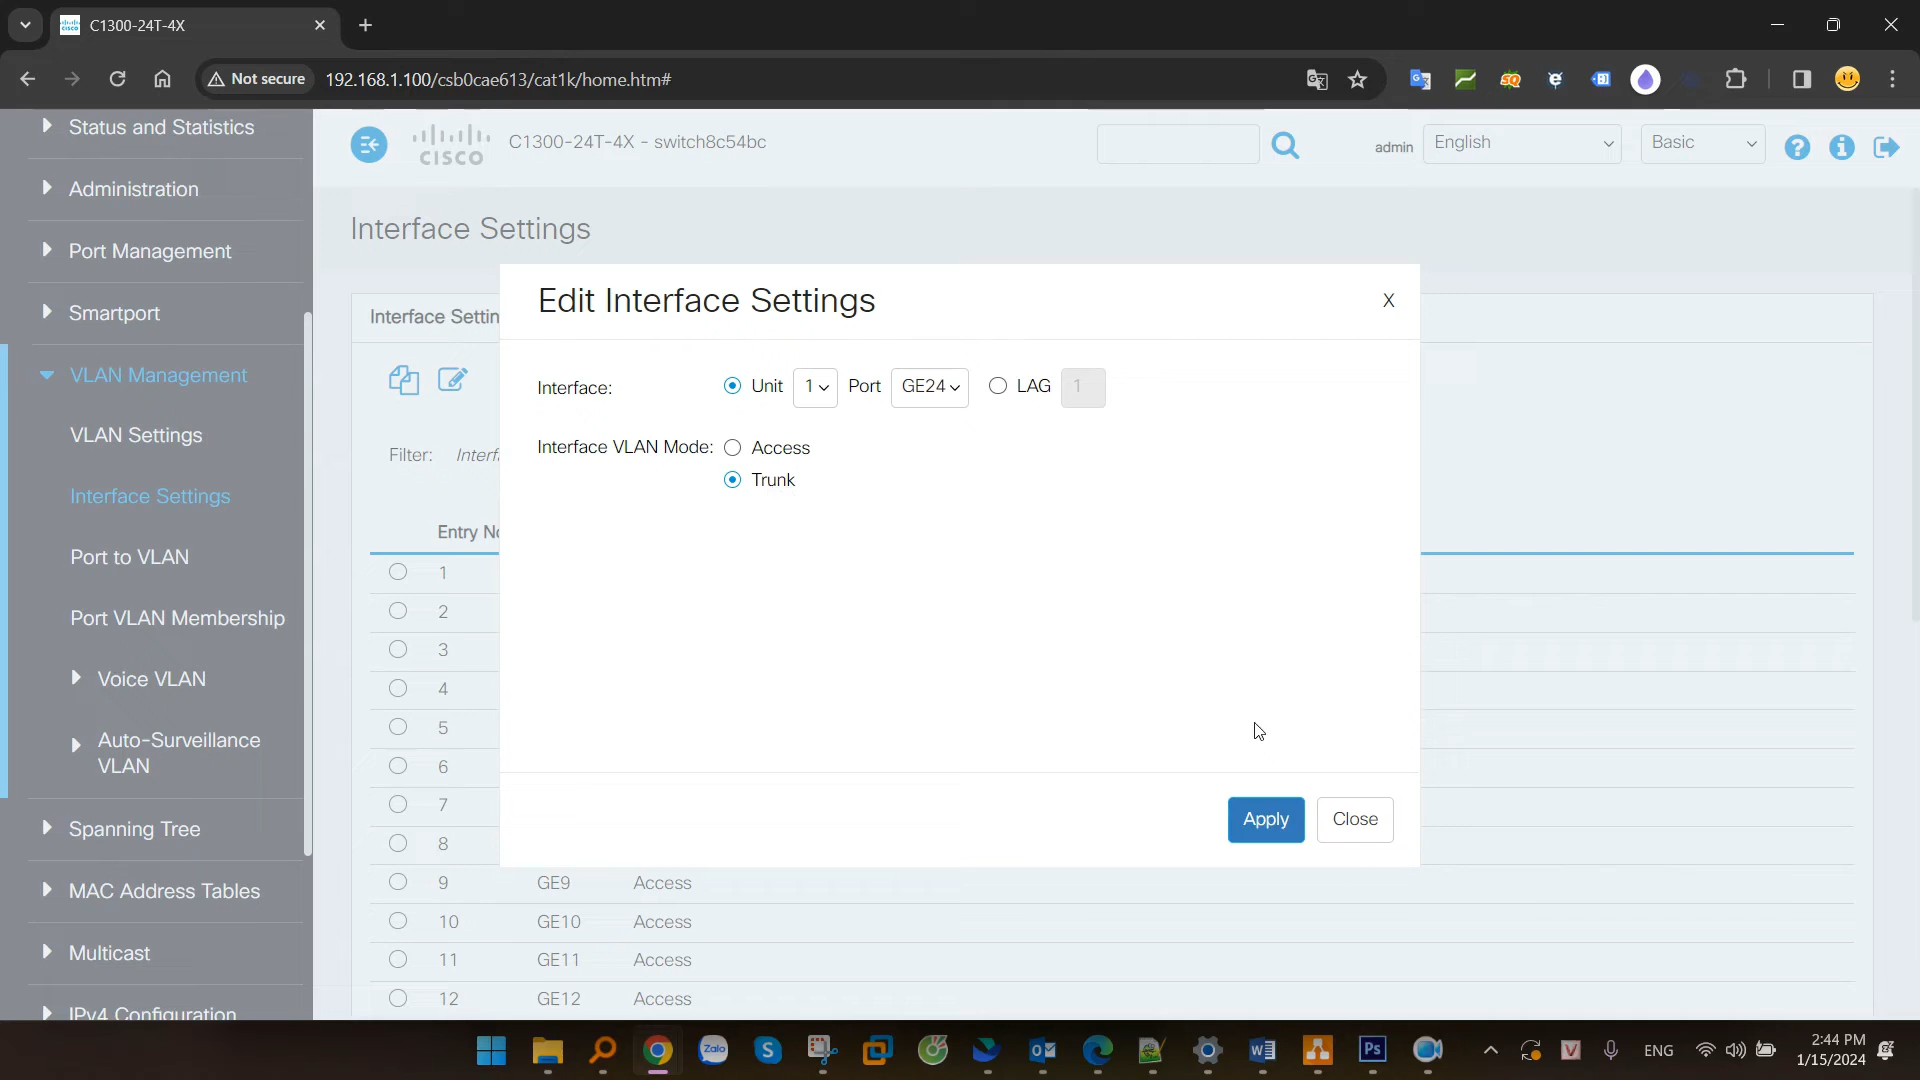 C1300-24T-4X
Not secure
192.168.1.100/csb0cae613/cat1k/home.htm#
Status and Statistics
Administration
Port Management
Smartport
VLAN Management
VLAN Settings
Interface Settings
Port to VLAN
Port VLAN Membership
Voice VLAN
Auto-Surveillance
VLAN
Spanning Tree
MAC Address Tables
Multicast
IPv4 Configuration
CISCO
C1300-24T-4X - switch8c54bc
admin
English
Basic
Interface Settings
Interface Settin
Filter:
Interf
Entry No
1
2
3
4
5
6
7
8
9 GE9 Access
10 GE10 Access
11 GE11 Access
12 GE12 Access
Edit Interface Settings
X
Interface:
Unit 1 Port GE24 LAG 1
Interface VLAN Mode:
Access
Trunk
Apply
Close
Zalo
Ps
ENG
2:44 PM
1/15/2024